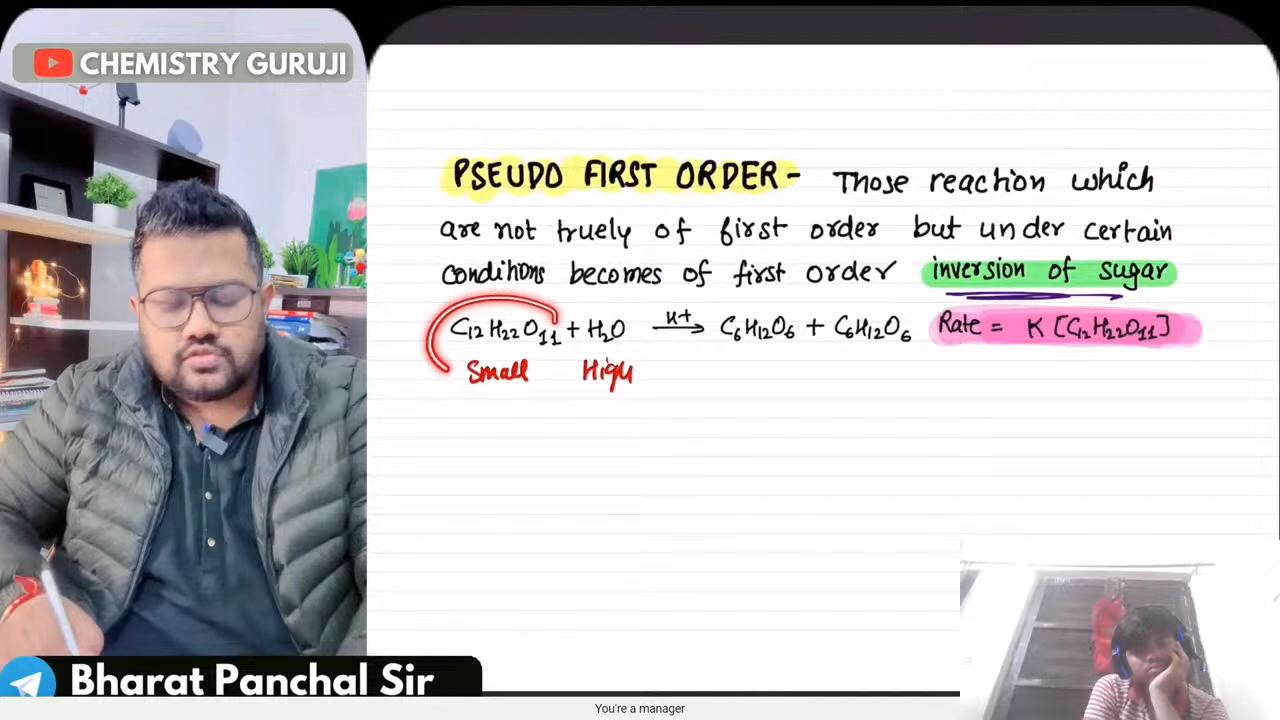 CHEMISTRY GURUJI
PSEUDO FIRST ORDER - Those reaction which
are not truely of first order but under certain
conditions becomes of first order inversion of sugar
C12H22O11 + H2O H+→ C6H12O6 + C6H12O6 Rate = K [C12H22O11]
Small High
Bharat Panchal Sir
You're a manager